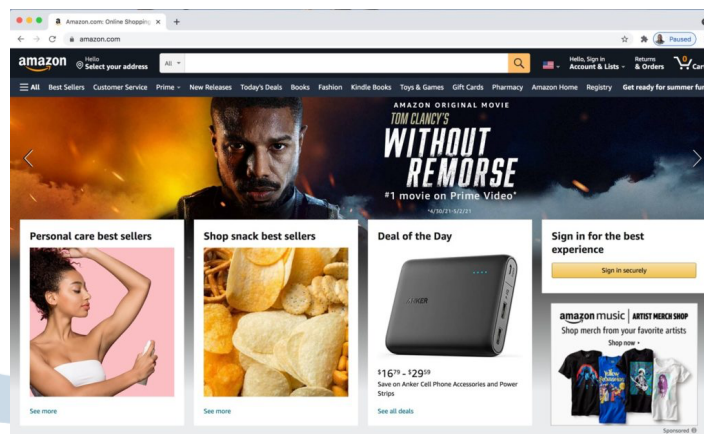 Amazon.com: Online Shopping
amazon.com
Paused
amazon
Hello
Select your address
All
Hello, Sign in
Account & Lists
Returns
& Orders
0
Cart
All Best Sellers Customer Service Prime New Releases Today's Deals Books Fashion Kindle Books Toys & Games Gift Cards Pharmacy Amazon Home Registry Get ready for summer fun
AMAZON ORIGINAL MOVIE
TOM CLANCY'S
WITHOUT
REMORSE
#1 movie on Prime Video*
*4/30/21-5/2/21
Personal care best sellers
See more
Shop snack best sellers
See more
Deal of the Day
ANKER
$1679 - $2959
Save on Anker Cell Phone Accessories and Power
Strips
See all deals
Sign in for the best
experience
Sign in securely
amazon music | ARTIST MERCH SHOP
Shop merch from your favorite artists
Shop now
Sponsored